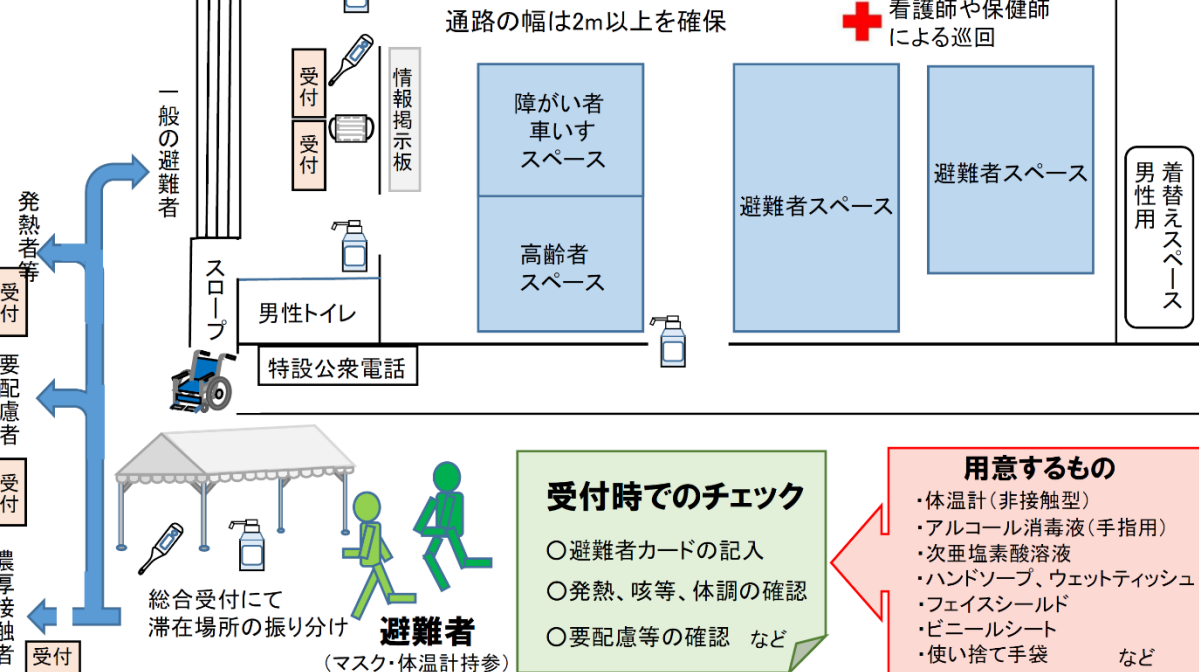 通路の幅は2m以上を確保
看護師や保健師
による巡回
受付
受付
情報掲示板
一般の避難者
発熱者等
受付
要配慮者
受付
濃厚接触者
受付
障がい者
車いす
スペース
高齢者
スペース
避難者スペース
避難者スペース
着替えスペース
男性用
スロープ
男性トイレ
特設公衆電話
総合受付にて
滞在場所の振り分け
避難者
(マスク・体温計持参)
受付時でのチェック
○避難者カードの記入
○発熱、咳等、体調の確認
○要配慮等の確認 など
用意するもの
・体温計(非接触型)
・アルコール消毒液(手指用)
・次亜塩素酸溶液
・ハンドソープ、ウェットティッシュ
・フェイスシールド
・ビニールシート
・使い捨て手袋 など